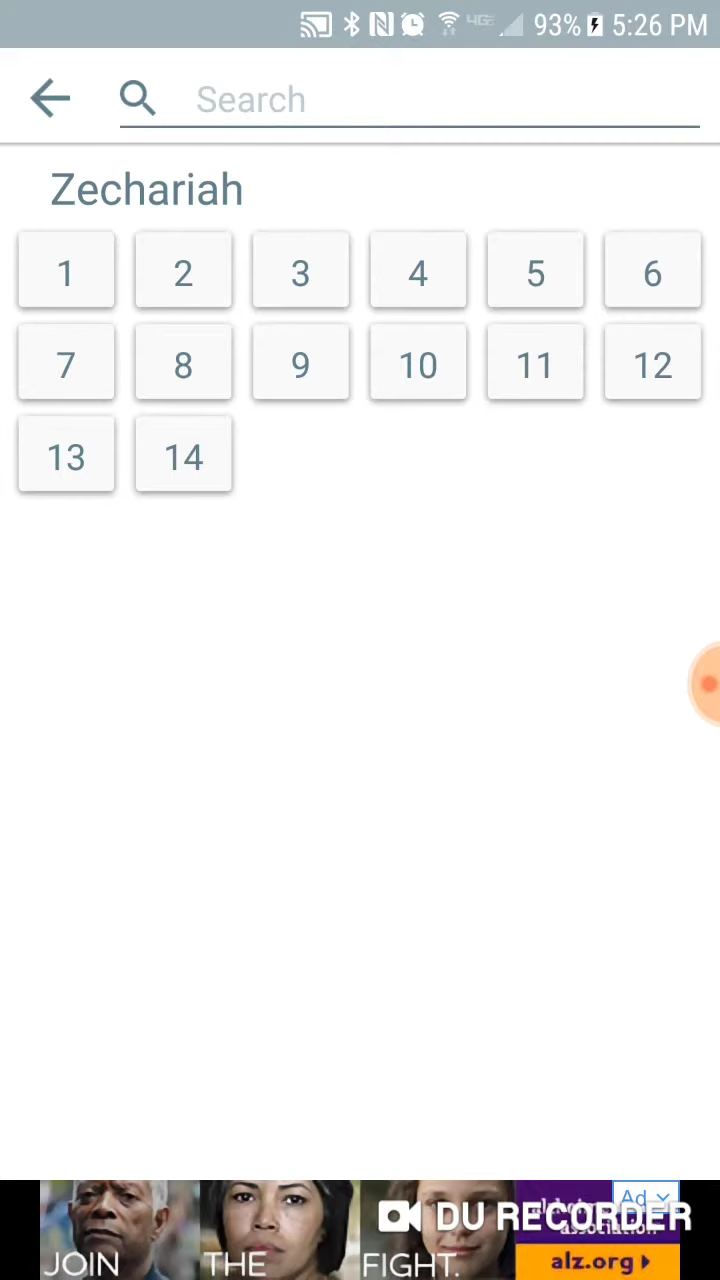 93% 5:26 PM
Search
Zechariah
1 2 3 4 5 6
7 8 9 10 11 12
13 14
Ad
DU RECORDER
association
JOIN THE FIGHT.
alz.org